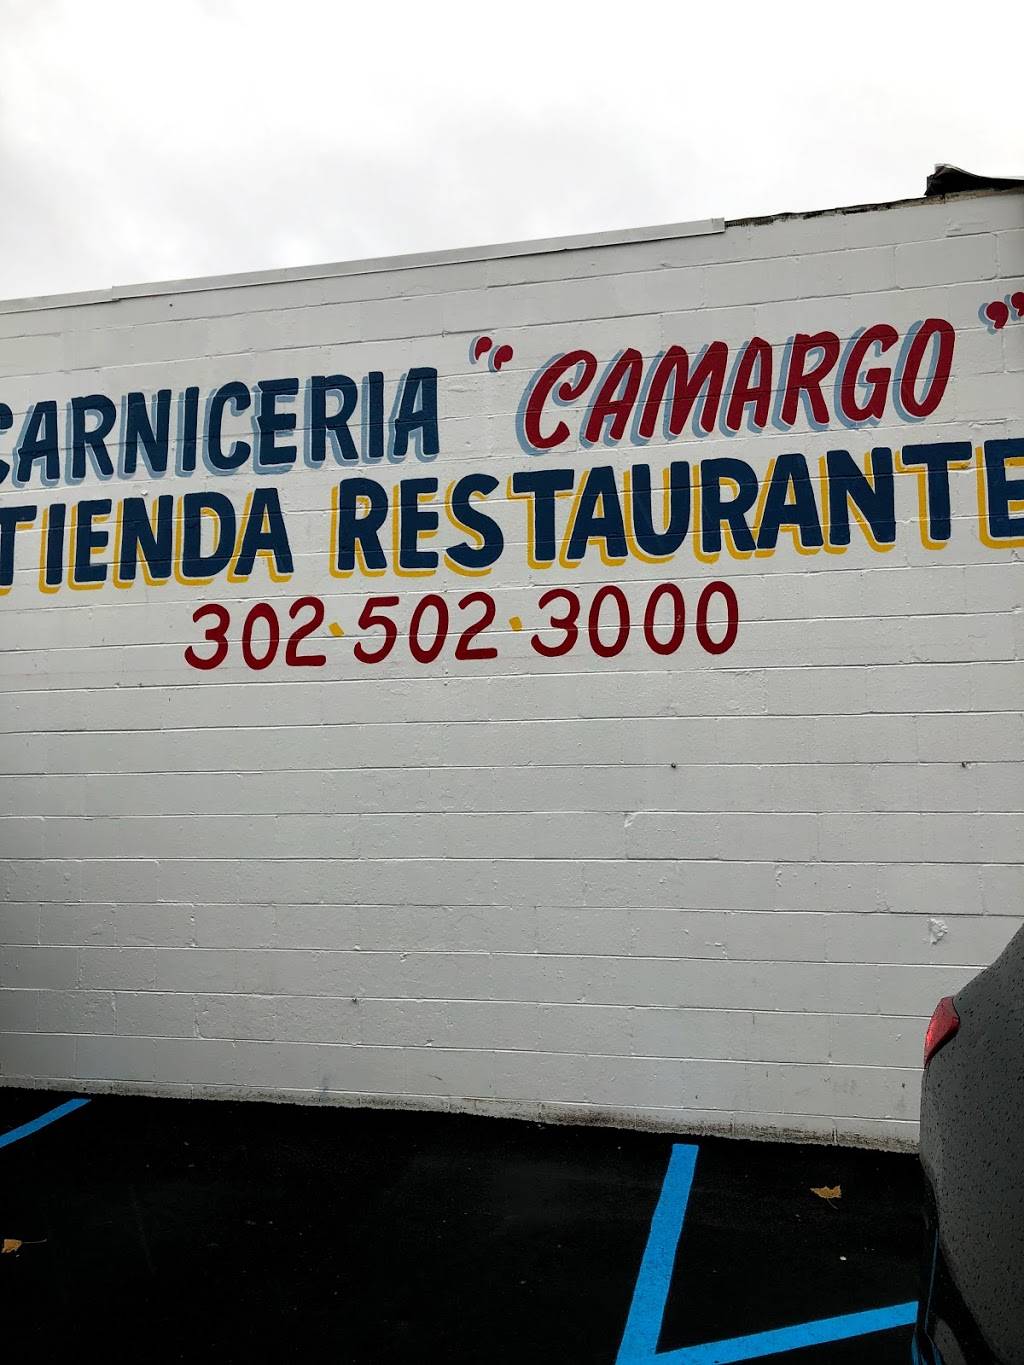 CARNICERIA "CAMARGO"
TIENDA RESTAURANTE
302·502·3000